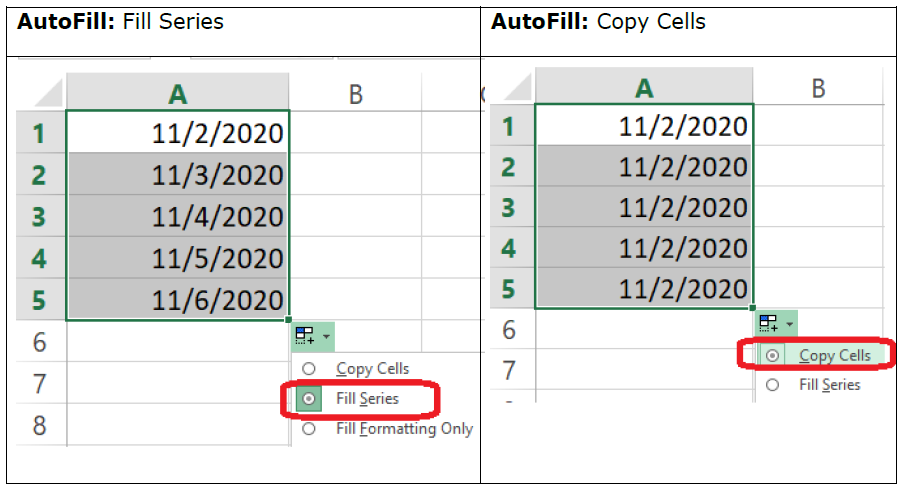 AutoFill: Fill Series
A B
1 11/2/2020
2 11/3/2020
3 11/4/2020
4 11/5/2020
5 11/6/2020
6
7
8
Copy Cells
Fill Series
Fill Formatting Only
AutoFill: Copy Cells
A B
1 11/2/2020
2 11/2/2020
3 11/2/2020
4 11/2/2020
5 11/2/2020
6
7
Copy Cells
Fill Series